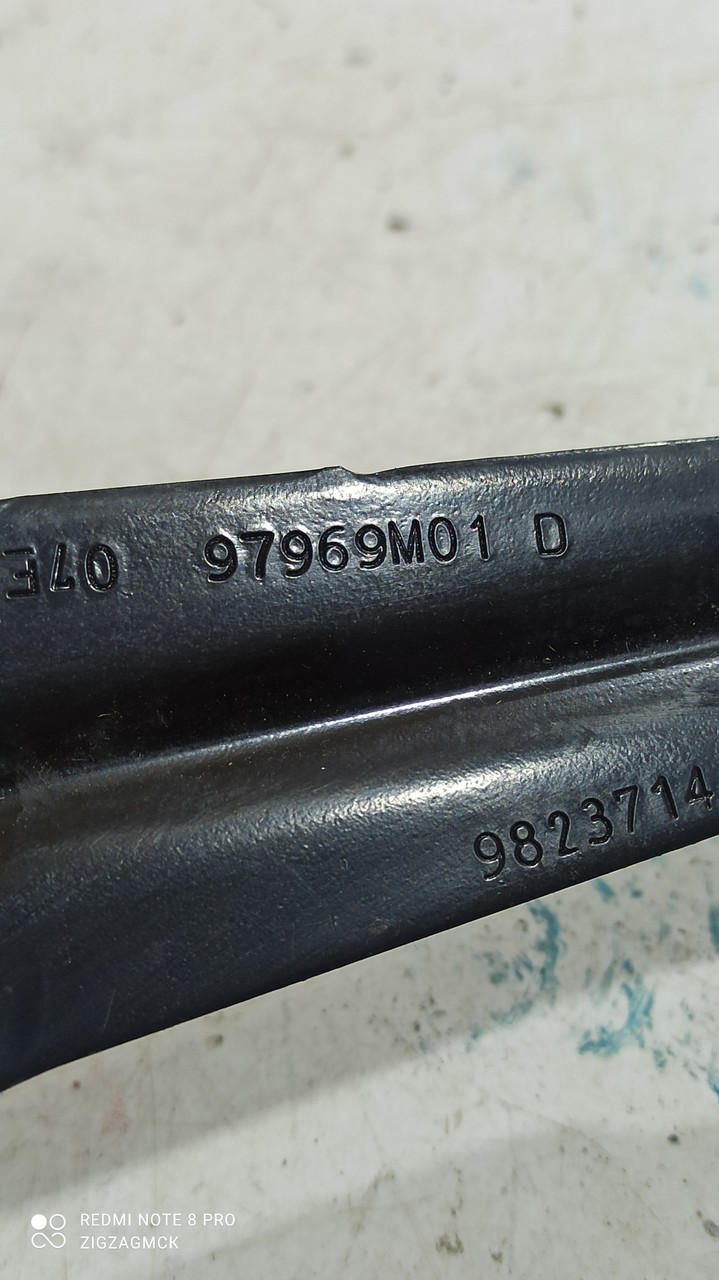 07E 97969M01 D
9823714
REDMI NOTE 8 PRO
ZIGZAGMCK